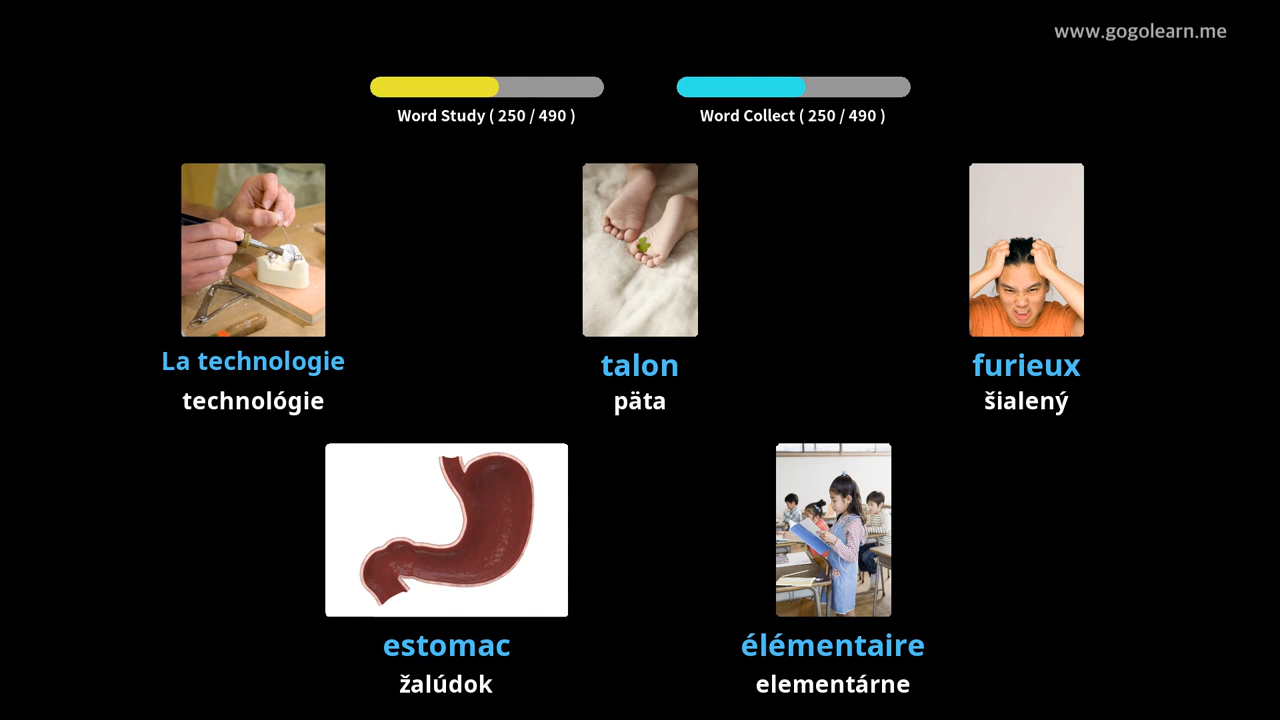 www.gogolearn.me
Word Study ( 250 / 490 )
Word Collect ( 250 / 490 )
La technologie
technológie
talon
päta
furieux
šialený
estomac
žalúdok
élémentaire
elementárne